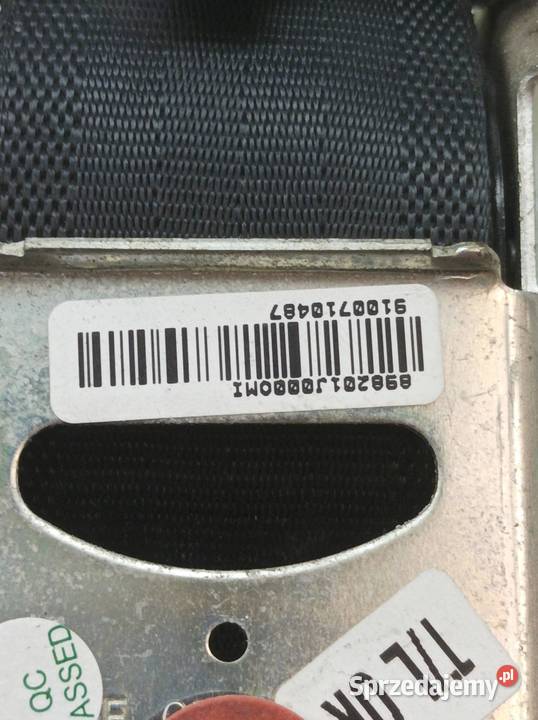 898201J000OMI
9100710487
QC
ASSED
Sprzedajemy.pl